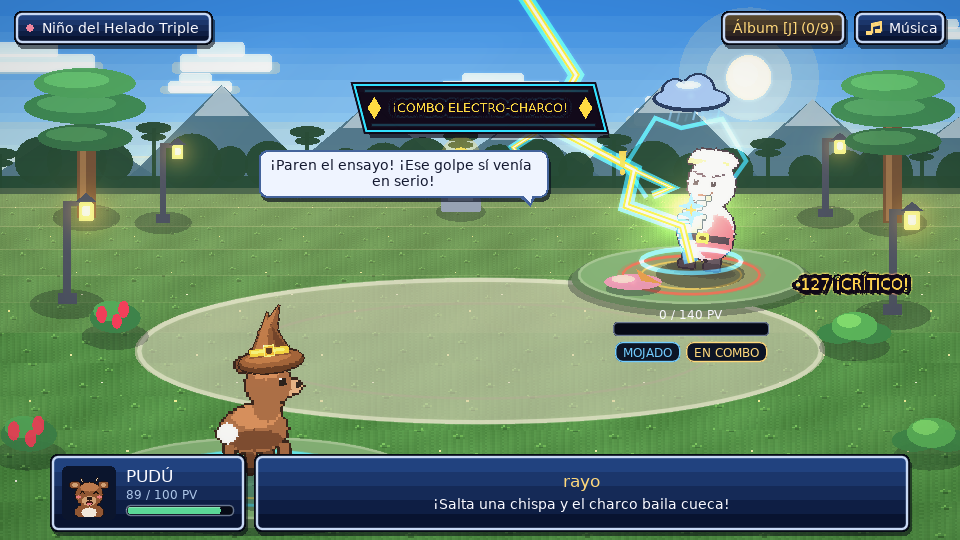 Niño del Helado Triple
Álbum [J] (0/9)
Música
¡COMBO ELECTRO-CHARCO!
¡Paren el ensayo! ¡Ese golpe sí venía
en serio!
-127 ¡CRÍTICO!
0 / 140 PV
MOJADO
EN COMBO
PUDÚ
89 / 100 PV
rayo
¡Salta una chispa y el charco baila cueca!